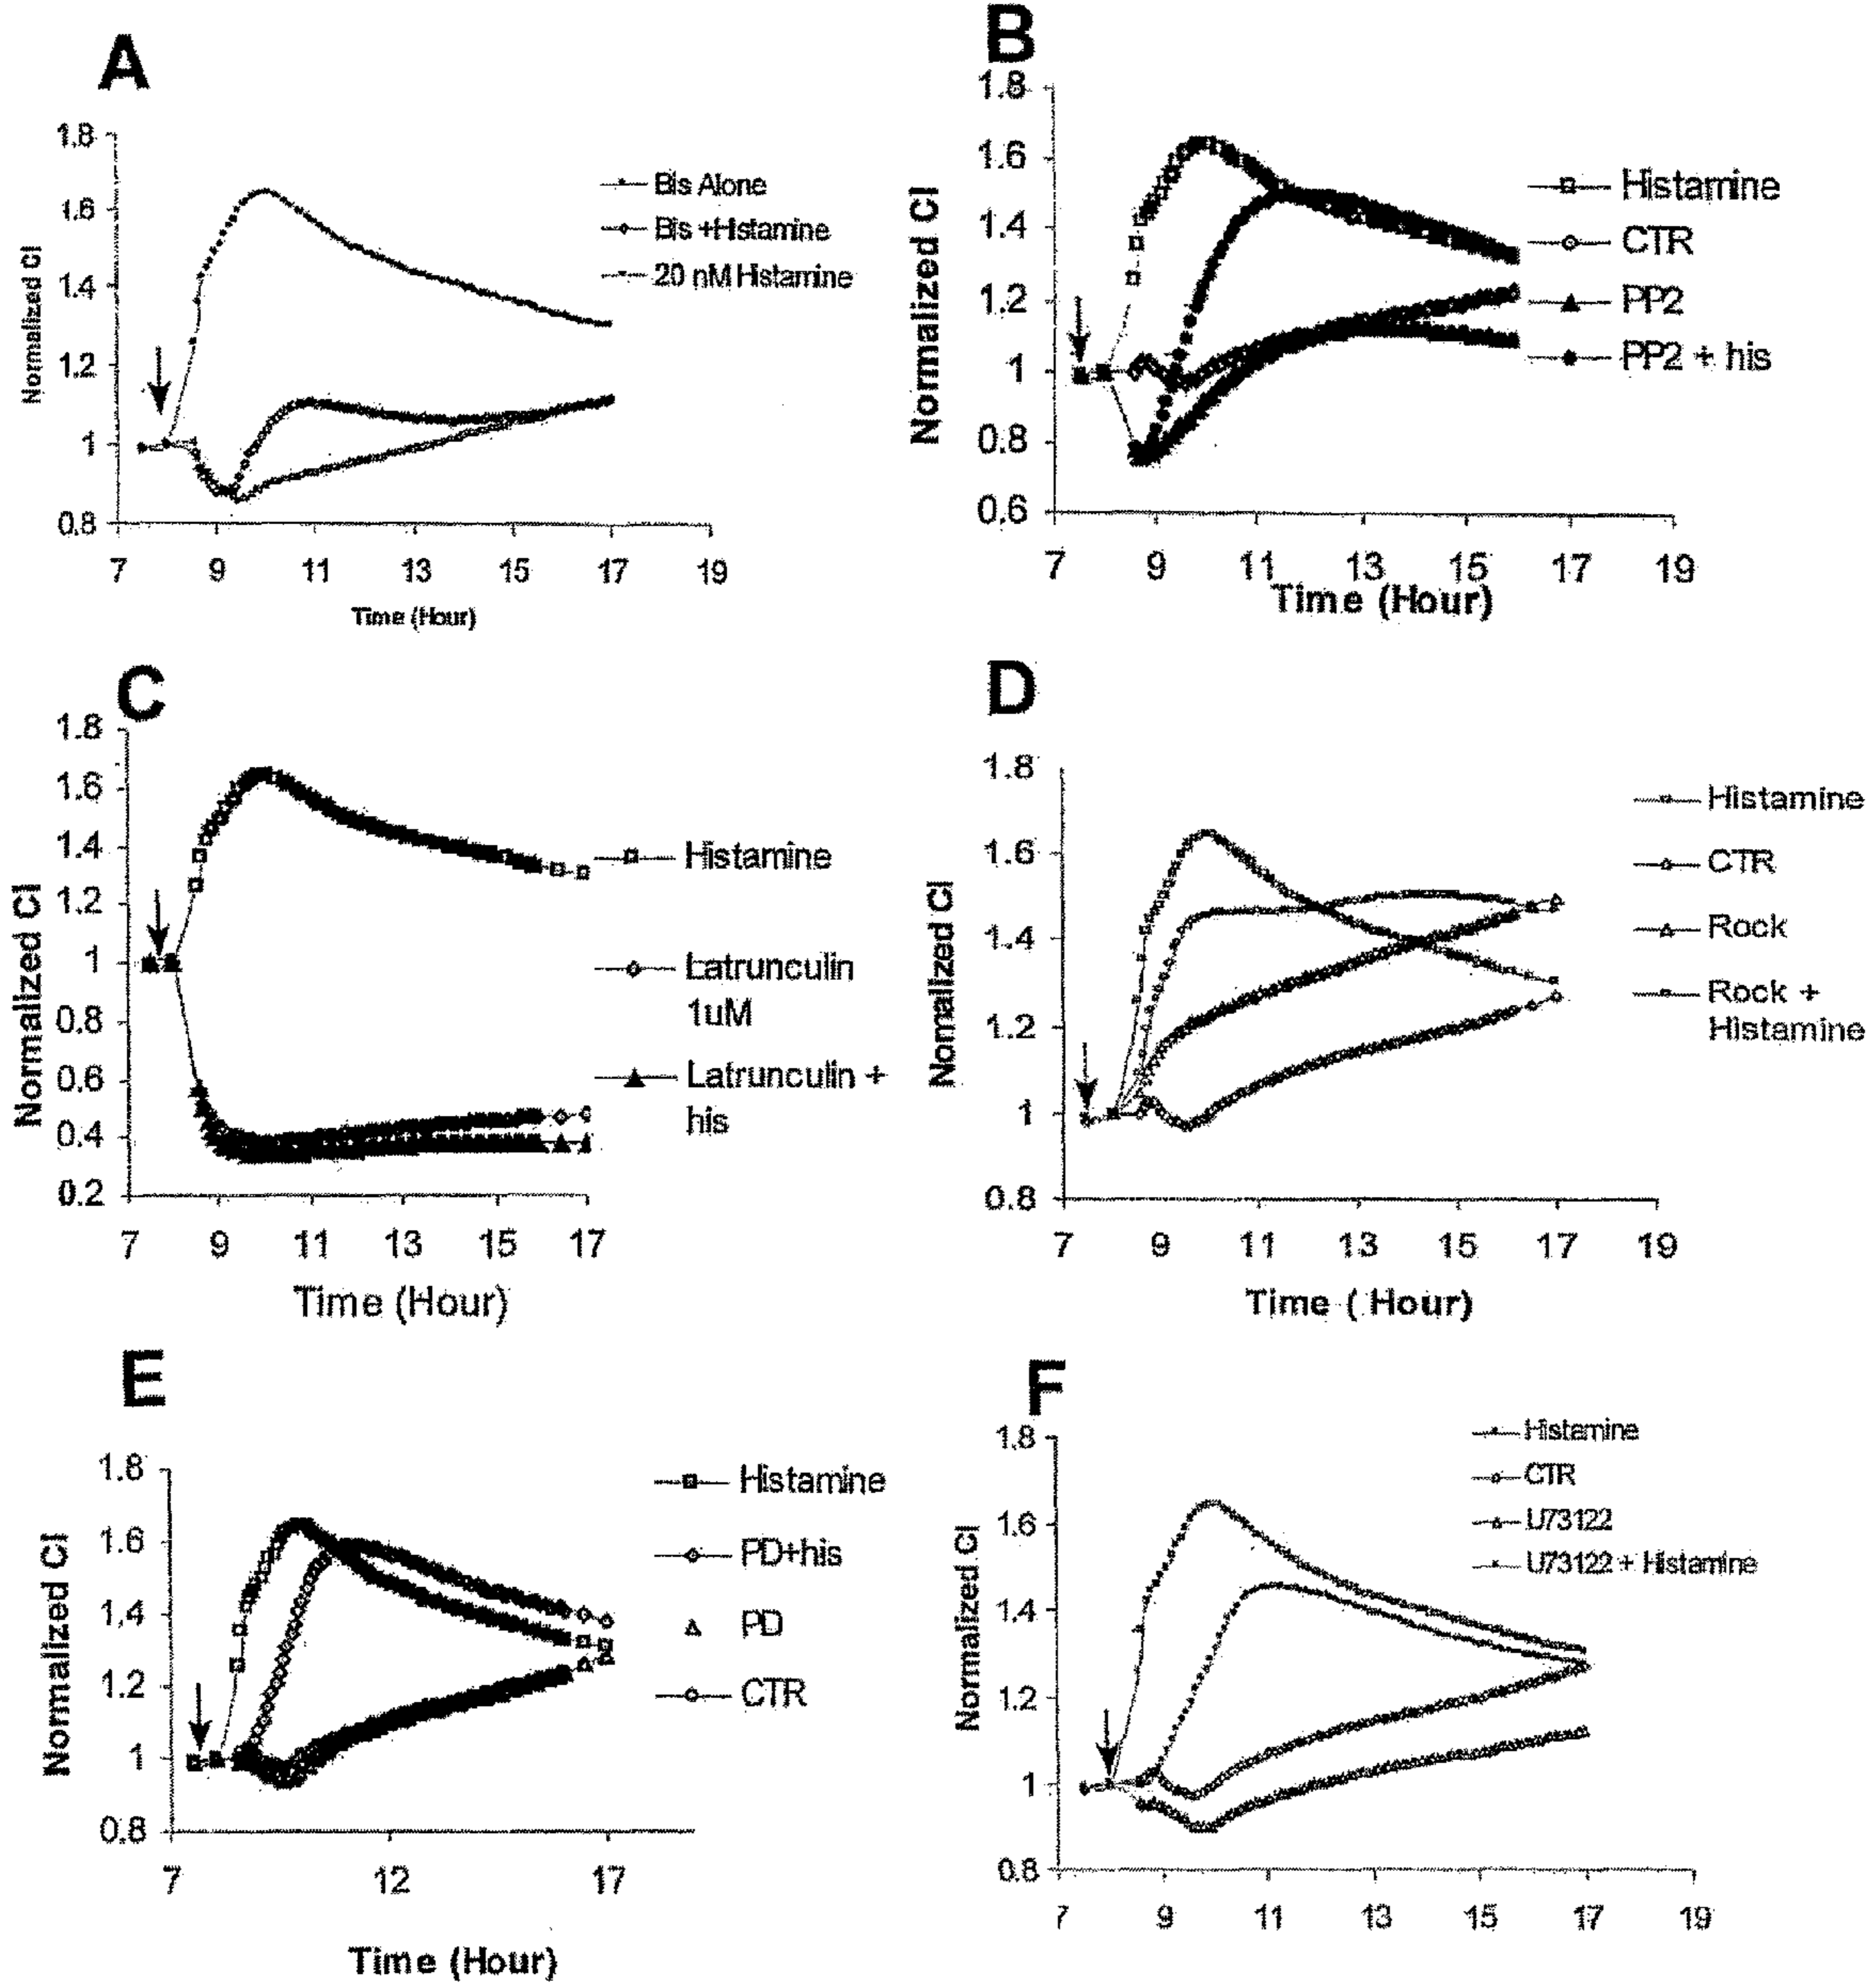 A
1.8
1.6
1.4
1.2
1
0.8
Normalized CI
7 9 11 13 15 17 19
Time (Hour)
Bis Alone
Bis +Histamine
20 nM Histamine
B
1.8
1.6
1.4
1.2
1
0.8
0.6
Normalized CI
7 9 11 13 15 17 19
Time (Hour)
Histamine
CTR
PP2
PP2 + his
C
1.8
1.6
1.4
1.2
1
0.8
0.6
0.4
0.2
Normalized CI
7 9 11 13 15 17
Time (Hour)
Histamine
Latrunculin
1uM
Latrunculin +
his
D
1.8
1.6
1.4
1.2
1
0.8
Nomalized CI
7 9 11 13 15 17 19
Time ( Hour)
Histamine
CTR
Rock
Rock +
Histamine
E
1.8
1.6
1.4
1.2
1
0.8
Normalized CI
7 12 17
Time (Hour)
Histamine
PD+his
PD
CTR
F
1.8
1.6
1.4
1.2
1
0.8
Normalized CI
7 9 11 13 15 17 19
Histamine
CTR
U73122
U73122 + Histamine